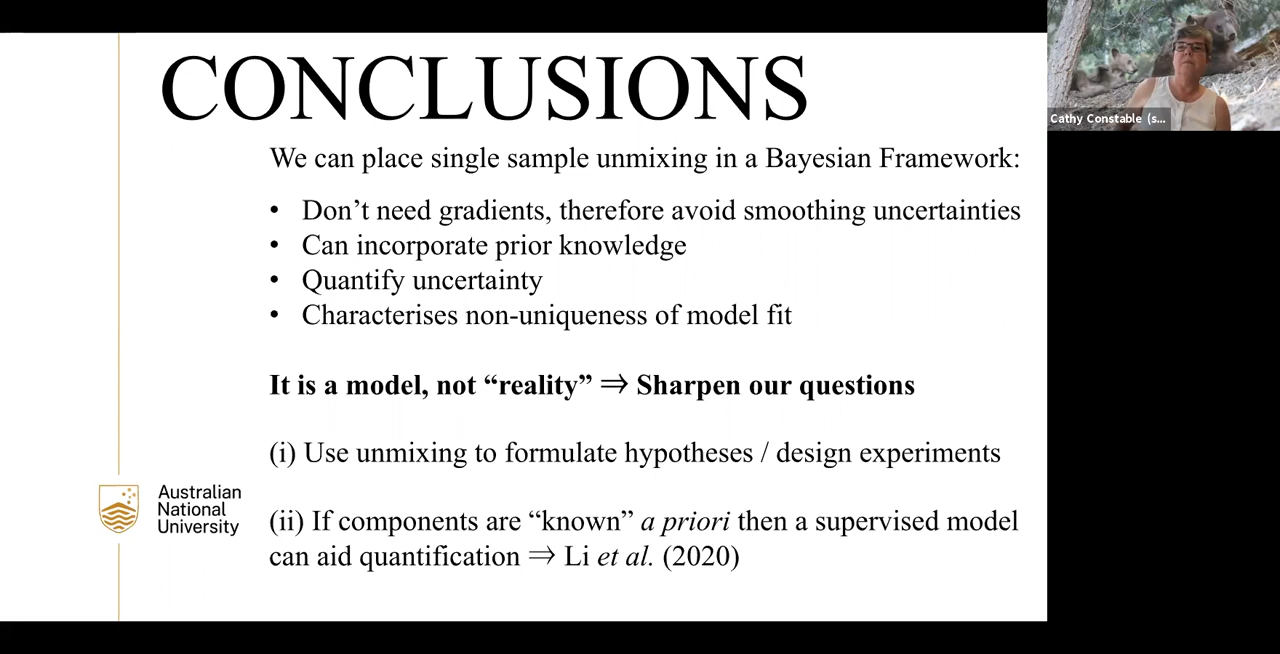 CONCLUSIONS
We can place single sample unmixing in a Bayesian Framework:
• Don’t need gradients, therefore avoid smoothing uncertainties
• Can incorporate prior knowledge
• Quantify uncertainty
• Characterises non-uniqueness of model fit
It is a model, not “reality” ⇒ Sharpen our questions
(i) Use unmixing to formulate hypotheses / design experiments
(ii) If components are “known” a priori then a supervised model
can aid quantification ⇒ Li et al. (2020)
Australian
National
University
Cathy Constable (s...